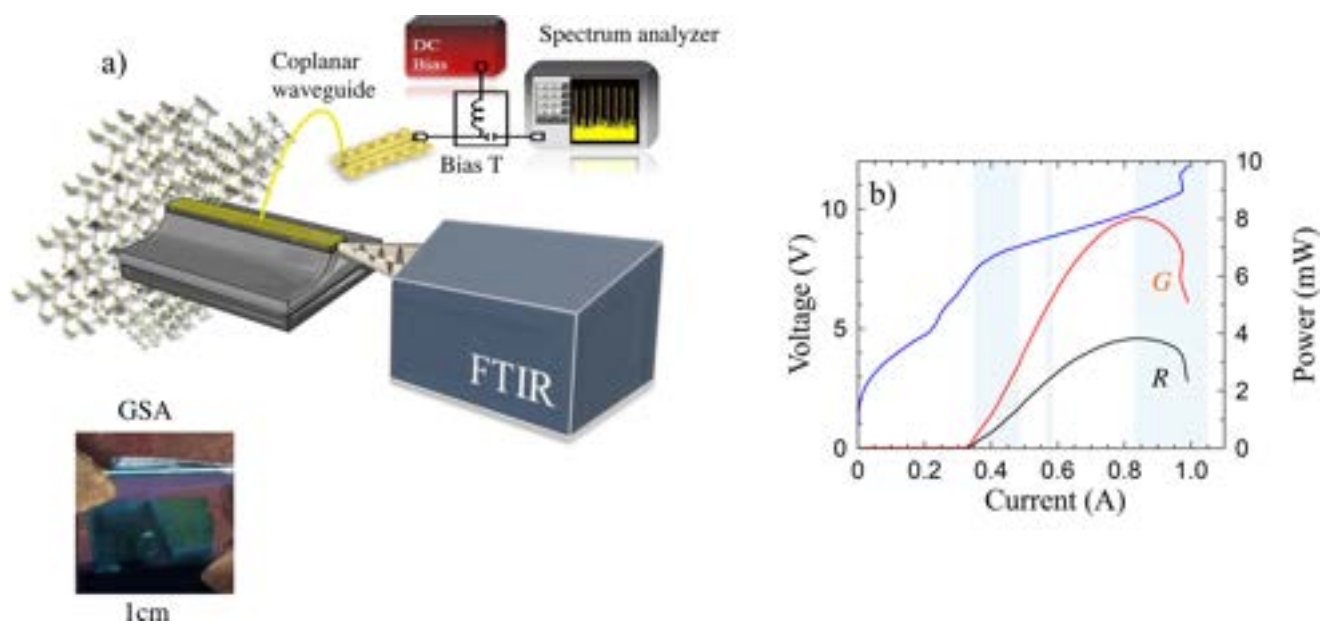 a)
Coplanar
waveguide
DC
Bias
Spectrum analyzer
Bias T
FTIR
GSA
1cm
b)
Voltage (V)
10
5
0
0 0.2 0.4 0.6 0.8 1.0
Current (A)
10
8
6
4
2
0
Power (mW)
G
R